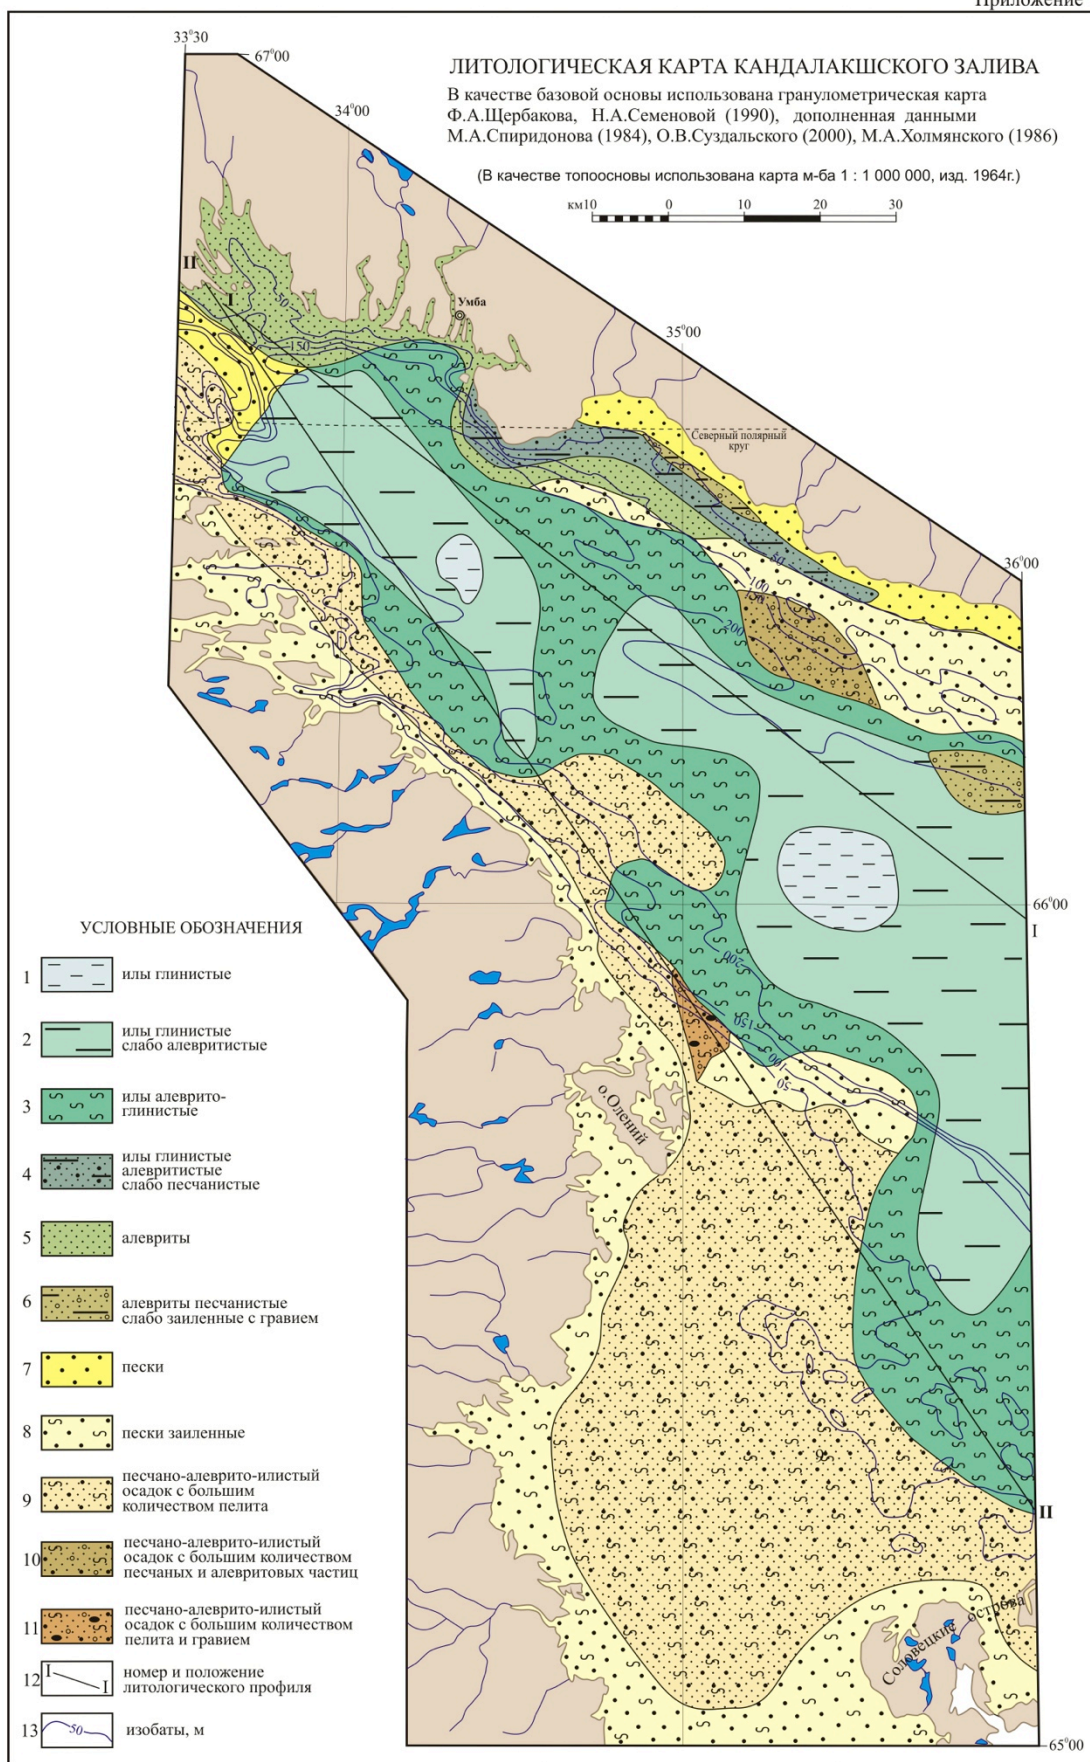 Приложение
33°30
67°00
ЛИТОЛОГИЧЕСКАЯ КАРТА КАНДАЛАКШСКОГО ЗАЛИВА
В качестве базовой основы использована гранулометрическая карта
Ф.А.Щербакова, Н.А.Семеновой (1990), дополненная данными
М.А.Спиридонова (1984), О.В.Суздальского (2000), М.А.Холмянского (1986)
(В качестве топоосновы использована карта м-ба 1 : 1 000 000, изд. 1964г.)
км10 0 10 20 30
34°00
II
I
50
150
Умба
35°00
Северный полярный
круг
50
100
150
200
36°00
66°00
I
200
150
100
50
о.Олений
II
Соловецкие острова
65°00
УСЛОВНЫЕ ОБОЗНАЧЕНИЯ
1 илы глинистые
2 илы глинистые
слабо алевритистые
3 илы алеврито-
глинистые
4 илы глинистые
алевритистые
слабо песчанистые
5 алевриты
6 алевриты песчанистые
слабо заиленные с гравием
7 пески
8 пески заиленные
9 песчано-алеврито-илистый
осадок с большим
количеством пелита
10 песчано-алеврито-илистый
осадок с большим количеством
песчаных и алевритовых частиц
11 песчано-алеврито-илистый
осадок с большим количеством
пелита и гравием
12 I I номер и положение
литологического профиля
13 50 изобаты, м